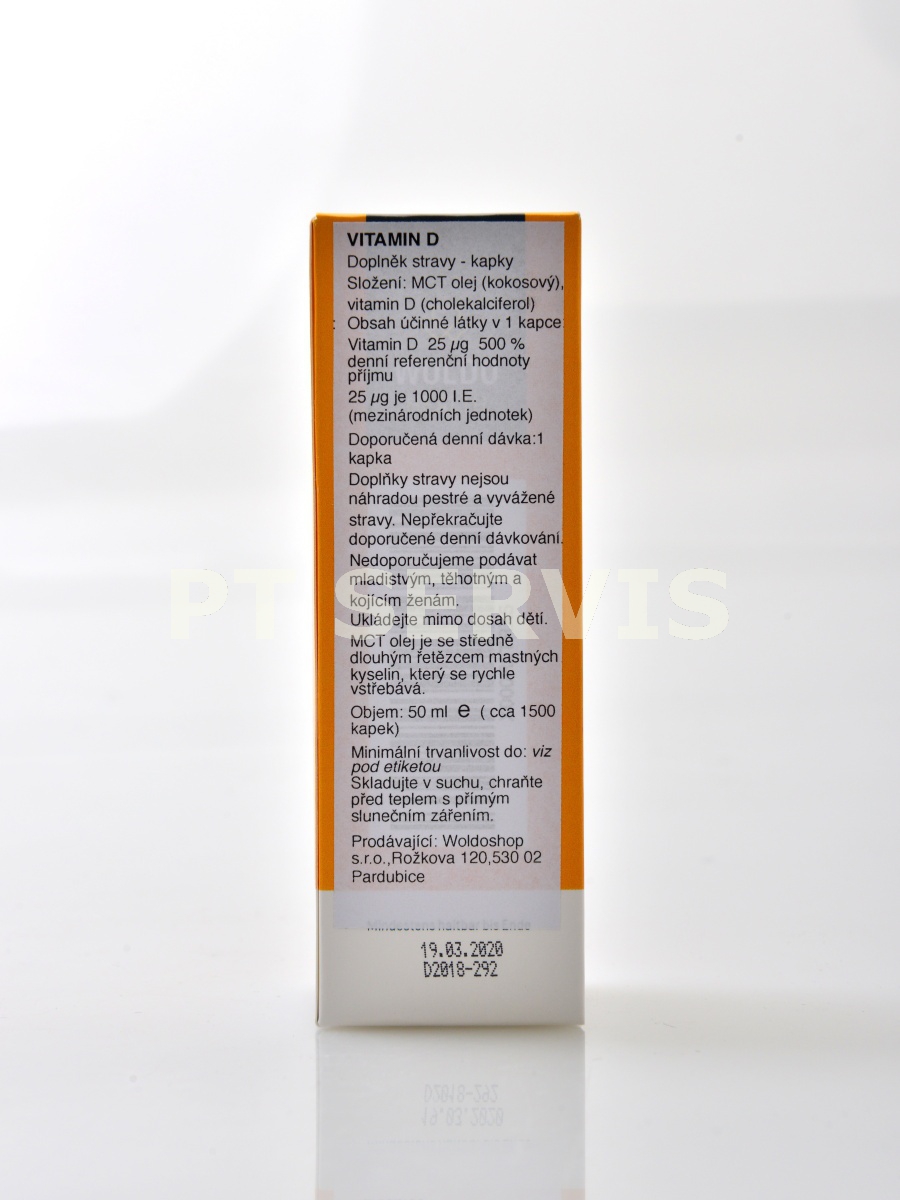 VITAMIN D
Doplněk stravy - kapky
Složení: MCT olej (kokosový),
vitamin D (cholekalciferol)
: Obsah účinné látky v 1 kapce:
Vitamin D 25 µg 500 %
denní referenční hodnoty
příjmu
25 µg je 1000 I.E.
(mezinárodních jednotek)
Doporučená denní dávka:1
kapka
Doplňky stravy nejsou
náhradou pestré a vyvážené
stravy. Nepřekračujte
doporučené denní dávkování.
Nedoporučujeme podávat
mladistvým, těhotným a
kojícím ženám.
Ukládejte mimo dosah dětí.
PT SERVIS
MCT olej je se středně
dlouhým řetězcem mastných
kyselin, který se rychle
vstřebává.
Objem: 50 ml e ( cca 1500
kapek)
Minimální trvanlivost do: viz
pod etiketou
Skladujte v suchu, chraňte
před teplem s přímým
slunečním zářením.
Prodávající: Woldoshop
s.r.o.,Rožkova 120,530 02
Pardubice
Mindestens haltbar bis Ende
19.03.2020
D2018-292